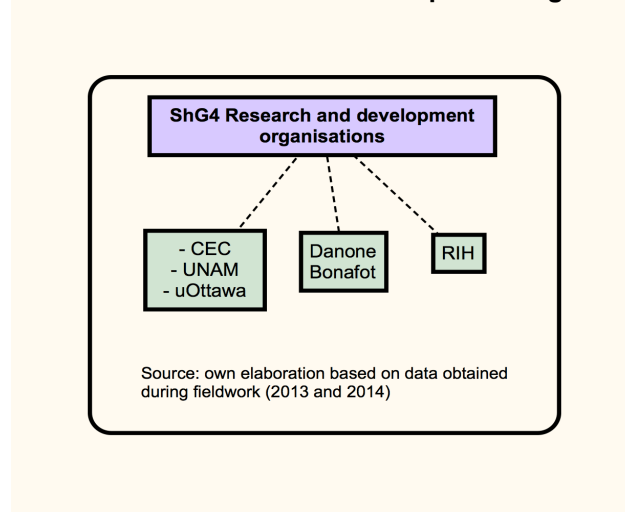 ShG4 Research and development
organisations
- CEC
- UNAM
- uOttawa
Danone
Bonafot
RIH
Source: own elaboration based on data obtained
during fieldwork (2013 and 2014)